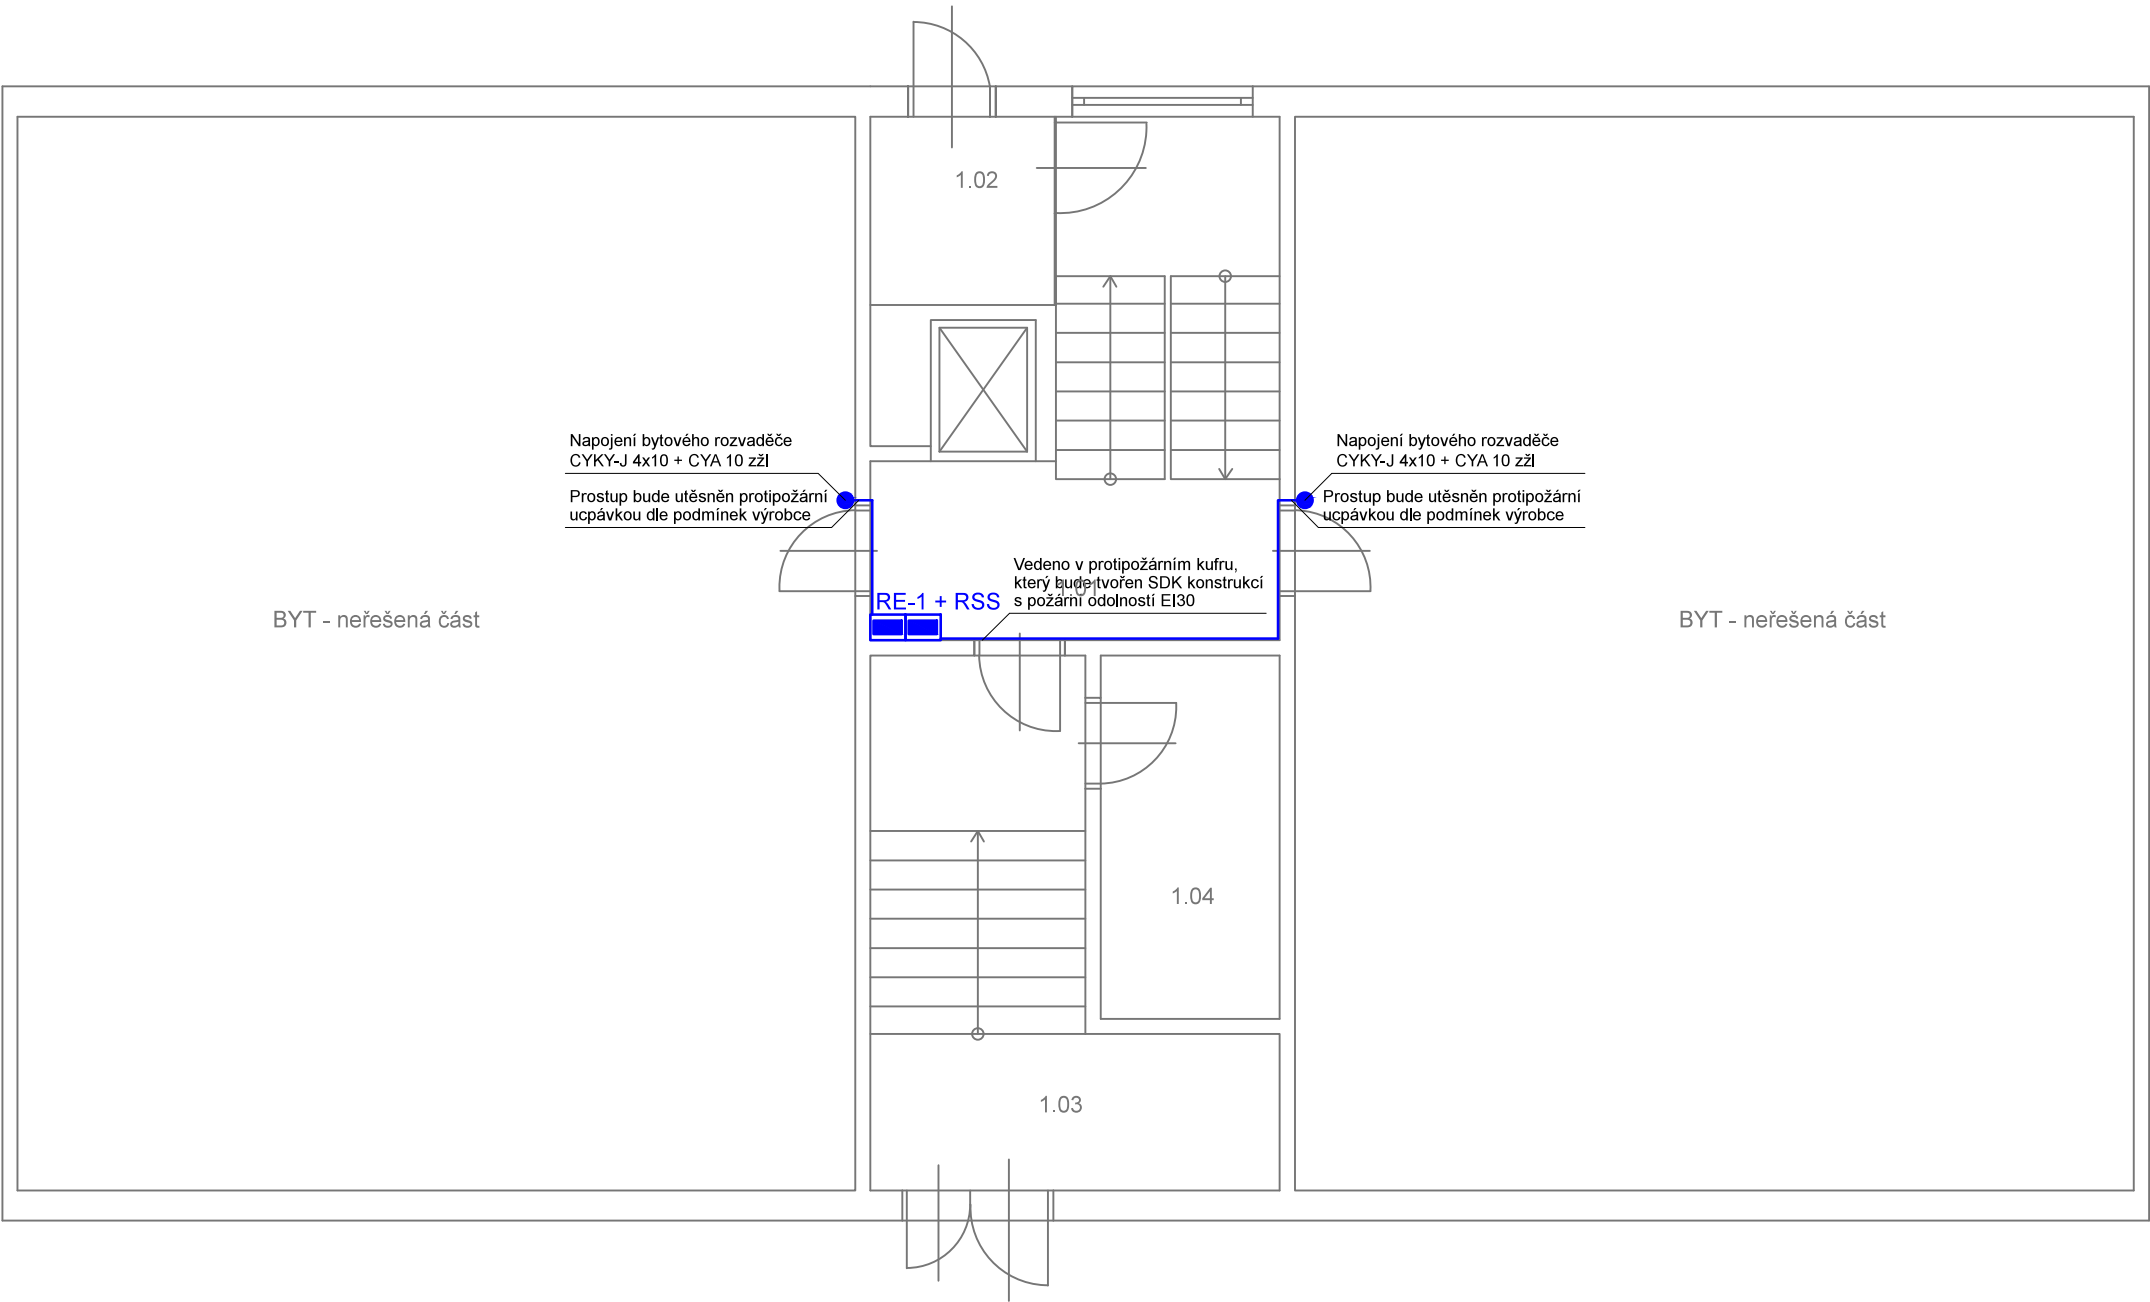 1.02
Napojení bytového rozvaděče
CYKY-J 4x10 + CYA 10 zžl
Prostup bude utěsněn protipožární
ucpávkou dle podmínek výrobce
Napojení bytového rozvaděče
CYKY-J 4x10 + CYA 10 zžl
Prostup bude utěsněn protipožární
ucpávkou dle podmínek výrobce
Vedeno v protipožárním kufru,
který bude tvořen SDK konstrukcí
s požární odolností EI30
1.01
RE-1 + RSS
BYT - neřešená část
BYT - neřešená část
1.04
1.03